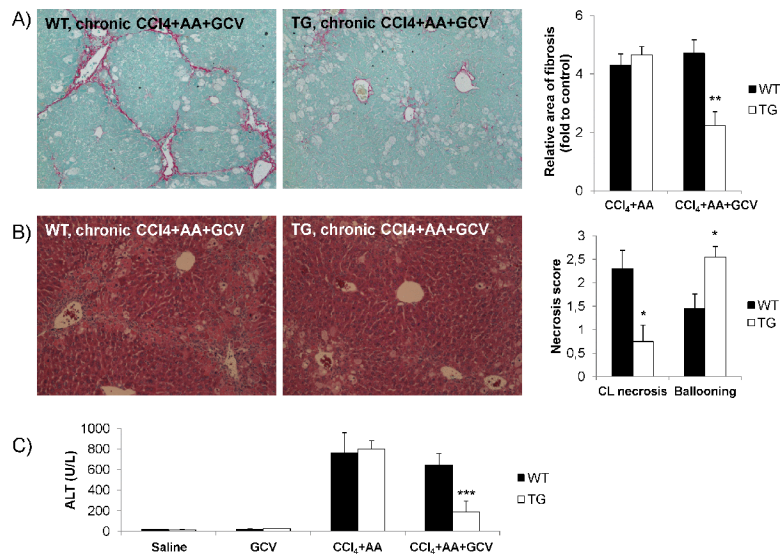 A)
WT, chronic CCl4+AA+GCV
TG, chronic CCl4+AA+GCV
Relative area of fibrosis
(fold to control)
6
4
2
0
**
WT
TG
CCl₄+AA
CCl₄+AA+GCV
B)
WT, chronic CCl4+AA+GCV
TG, chronic CCl4+AA+GCV
Necrosis score
3
2,5
2
1,5
1
0,5
0
*
*
WT
TG
CL necrosis
Ballooning
C)
ALT (U/L)
1000
800
600
400
200
0
***
WT
TG
Saline
GCV
CCl₄+AA
CCl₄+AA+GCV